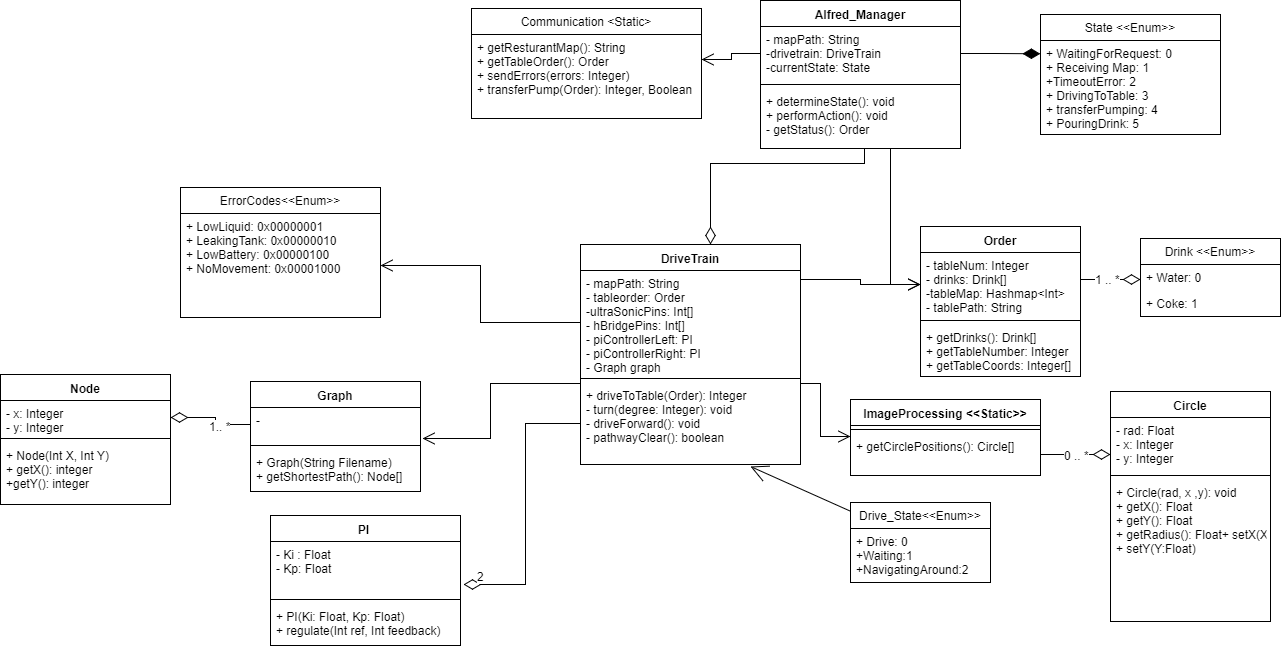 Communication <Static>
+ getResturantMap(): String
+ getTableOrder(): Order
+ sendErrors(errors: Integer)
+ transferPump(Order): Integer, Boolean
Alfred_Manager
- mapPath: String
-drivetrain: DriveTrain
-currentState: State
+ determineState(): void
+ performAction(): void
- getStatus(): Order
State <<Enum>>
+ WaitingForRequest: 0
+ Receiving Map: 1
+TimeoutError: 2
+ DrivingToTable: 3
+ transferPumping: 4
+ PouringDrink: 5
ErrorCodes<<Enum>>
+ LowLiquid: 0x00000001
+ LeakingTank: 0x00000010
+ LowBattery: 0x00000100
+ NoMovement: 0x00001000
DriveTrain
- mapPath: String
- tableorder: Order
-ultraSonicPins: Int[]
- hBridgePins: Int[]
- piControllerLeft: PI
- piControllerRight: PI
- Graph graph
+ driveToTable(Order): Integer
- turn(degree: Integer): void
- driveForward(): void
- pathwayClear(): boolean
Order
- tableNum: Integer
- drinks: Drink[]
-tableMap: Hashmap<Int>
- tablePath: String
+ getDrinks(): Drink[]
+ getTableNumber: Integer
+ getTableCoords: Integer[]
1 .. *
Drink <<Enum>>
+ Water: 0
+ Coke: 1
Node
- x: Integer
- y: Integer
+ Node(Int X, Int Y)
+ getX(): integer
+getY(): integer
1.. *
Graph
-
+ Graph(String Filename)
+ getShortestPath(): Node[]
ImageProcessing <<Static>>
+ getCirclePositions(): Circle[]
0 .. *
Circle
- rad: Float
- x: Integer
- y: Integer
+ Circle(rad, x ,y): void
+ getX(): Float
+ getY(): Float
+ getRadius(): Float+ setX(X
+ setY(Y:Float)
Drive_State<<Enum>>
+ Drive: 0
+Waiting:1
+NavigatingAround:2
PI
- Ki : Float
- Kp: Float
+ PI(Ki: Float, Kp: Float)
+ regulate(Int ref, Int feedback)
2